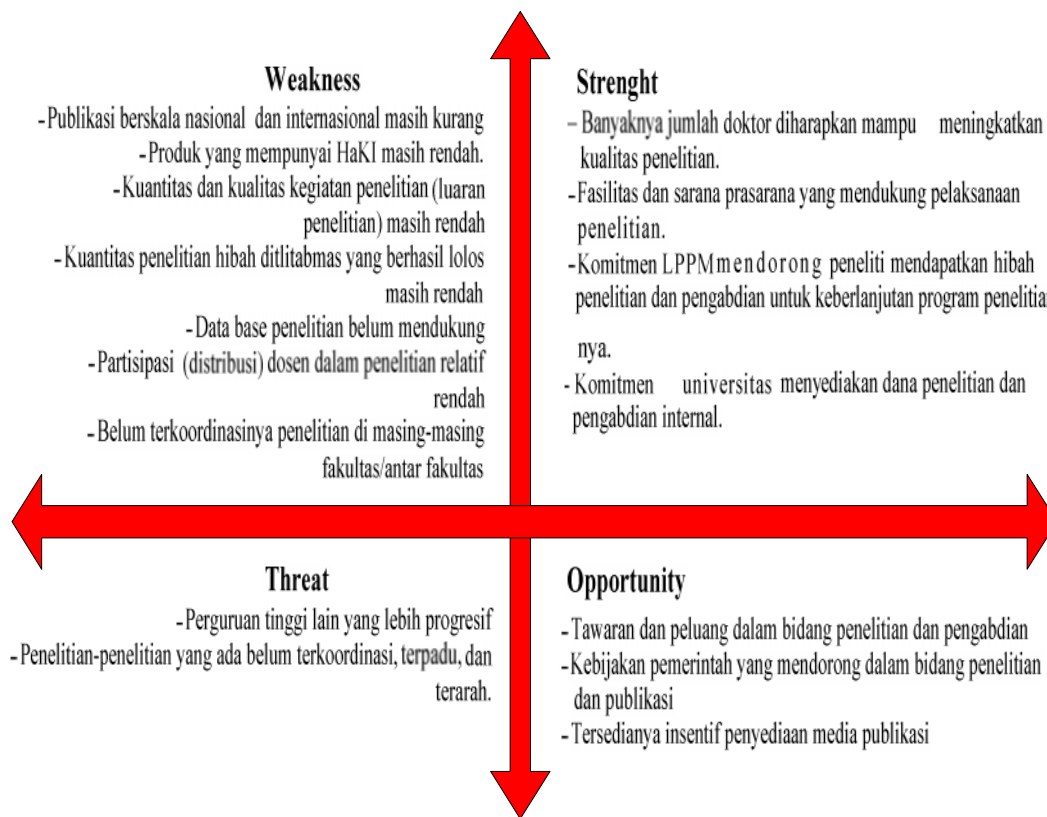 Weakness
-Publikasi berskala nasional dan internasional masih kurang
-Produk yang mempunyai HaKI masih rendah.
-Kuantitas dan kualitas kegiatan penelitian (luaran
penelitian) masih rendah
-Kuantitas penelitian hibah ditlitabmas yang berhasil lolos
masih rendah
-Data base penelitian belum mendukung
-Partisipasi (distribusi) dosen dalam penelitian relatif
rendah
-Belum terkoordinasinya penelitian di masing-masing
fakultas/antar fakultas
Strenght
– Banyaknya jumlah doktor diharapkan mampu meningkatkan
kualitas penelitian.
-Fasilitas dan sarana prasarana yang mendukung pelaksanaan
penelitian.
-Komitmen LPPM mendorong peneliti mendapatkan hibah
penelitian dan pengabdian untuk keberlanjutan program penelitia
nya.
- Komitmen universitas menyediakan dana penelitian dan
pengabdian internal.
Threat
-Perguruan tinggi lain yang lebih progresif
-Penelitian-penelitian yang ada belum terkoordinasi, terpadu, dan
terarah.
Opportunity
-Tawaran dan peluang dalam bidang penelitian dan pengabdian
-Kebijakan pemerintah yang mendorong dalam bidang penelitian
dan publikasi
-Tersedianya insentif penyediaan media publikasi